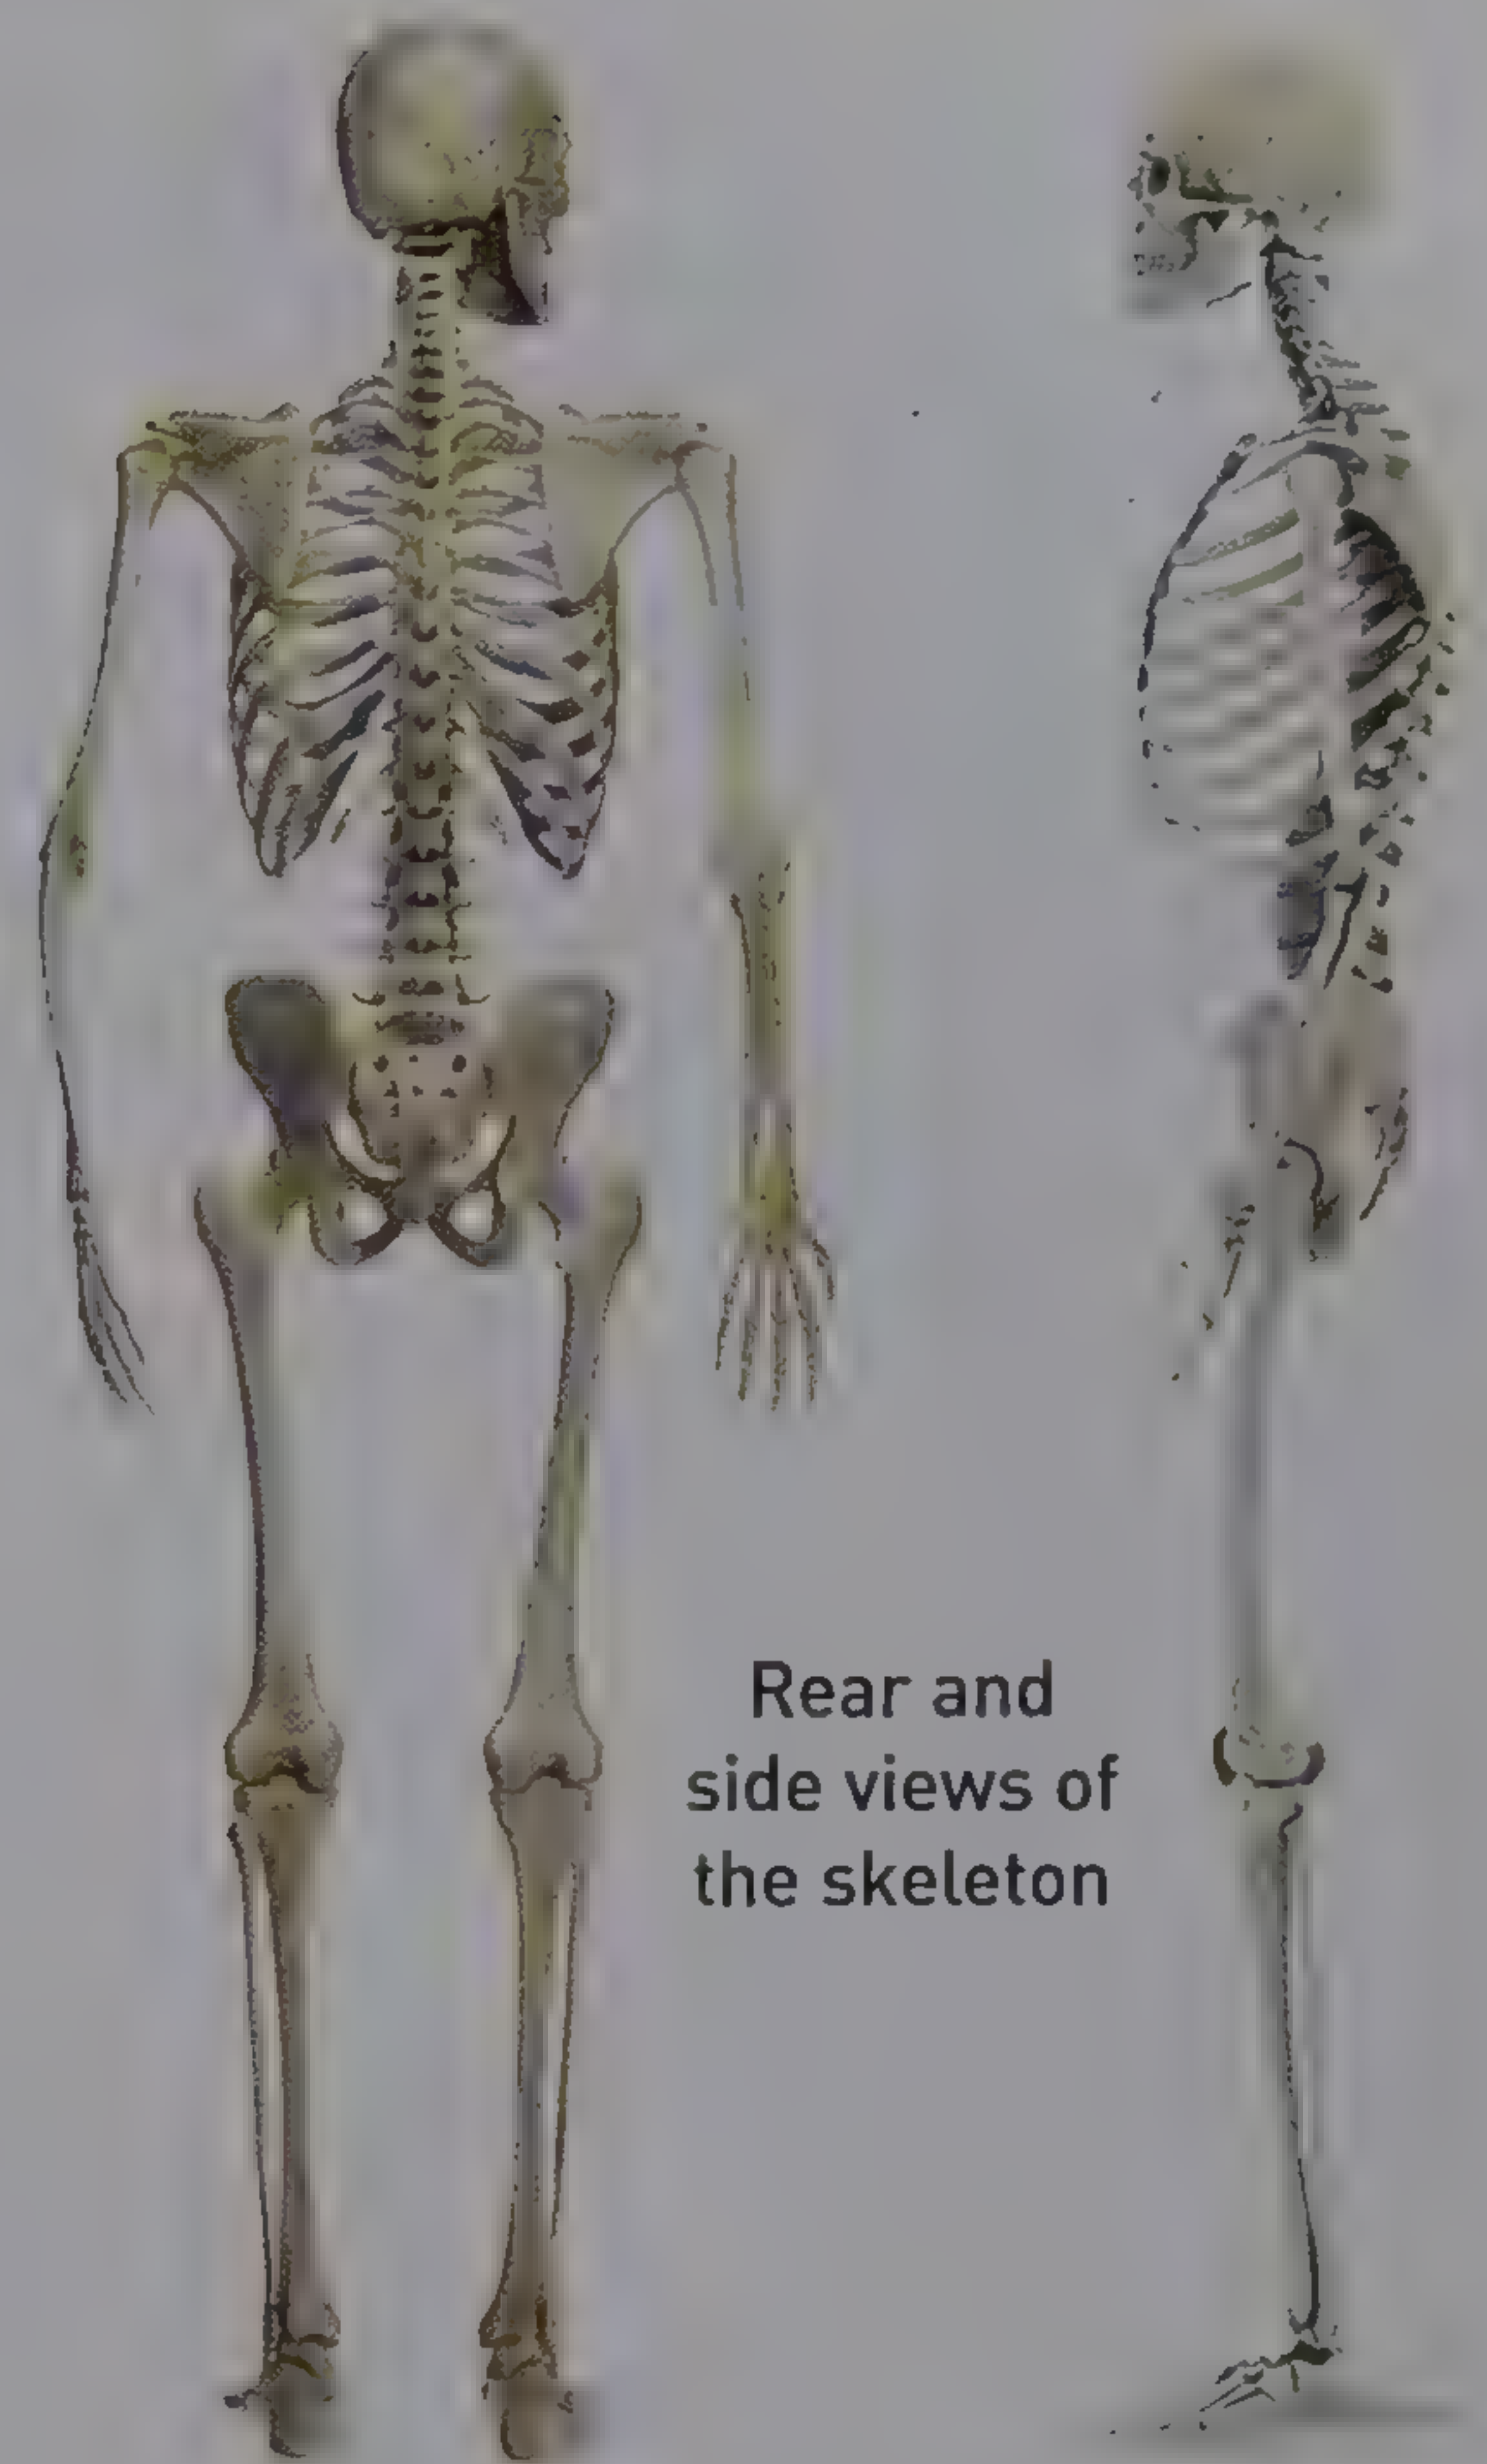 Rear and
side views of
the skeleton